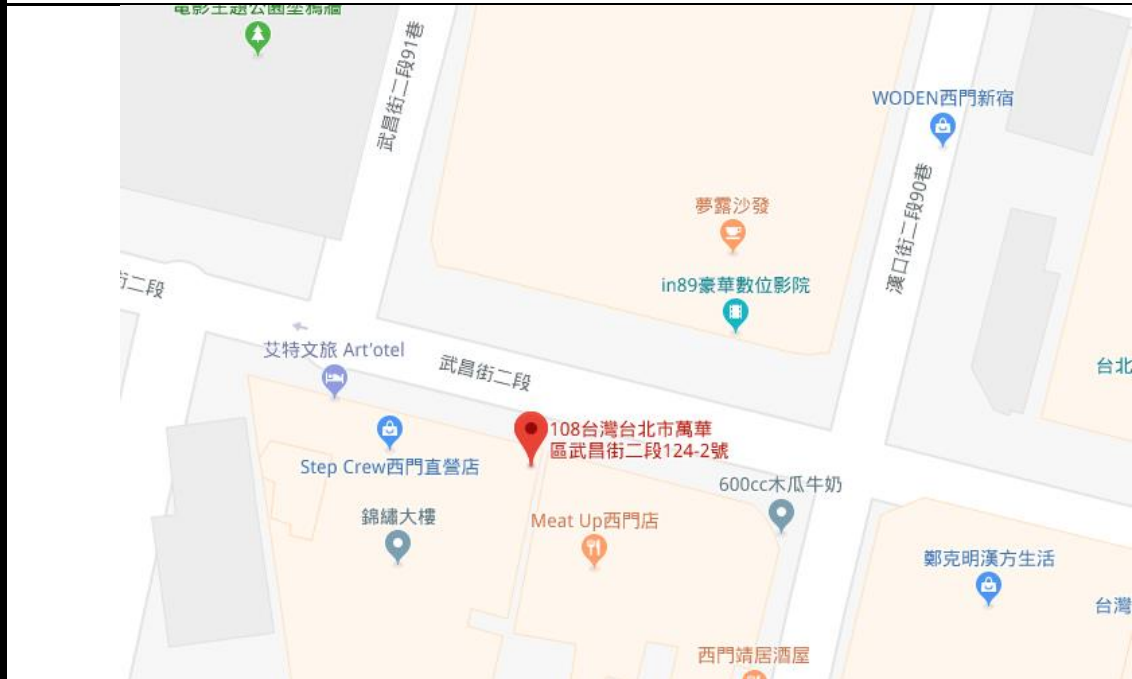 電影主題公園塗鴉牆
武昌街二段91巷
WODEN西門新宿
夢露沙發
漢口街二段90巷
in89豪華數位影院
街二段
艾特文旅 Art'otel
武昌街二段
台北
108台灣台北市萬華
區武昌街二段124-2號
Step Crew西門直營店
600cc木瓜牛奶
錦繡大樓
Meat Up西門店
鄭克明漢方生活
台灣
西門靖居酒屋